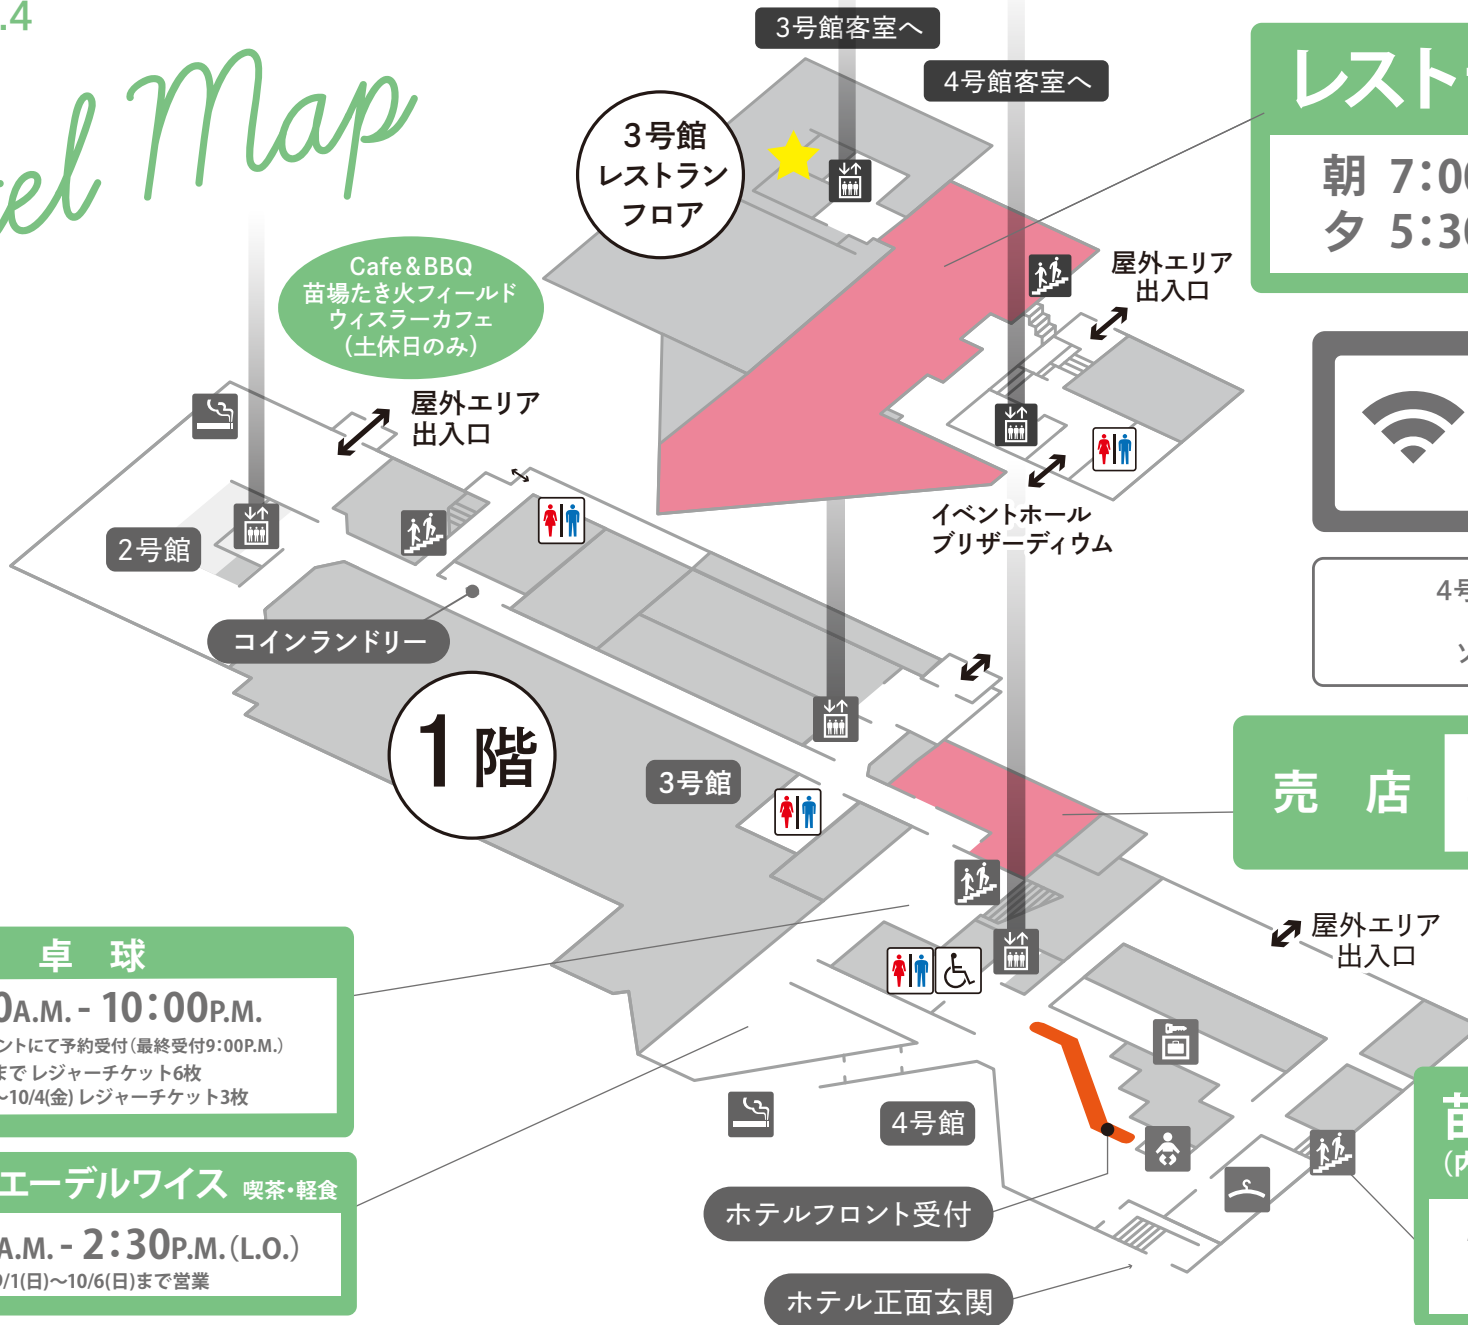 .4
el Map
3号館客室へ
4号館客室へ
3号館
レストラン
フロア
Cafe&BBQ
苗場たき火フィールド
ウィスラーカフェ
(土休日のみ)
屋外エリア
出入口
屋外エリア
出入口
レスト
朝 7:00
夕 5:30
イベントホール
ブリザーディウム
2号館
コインランドリー
1階
3号館
4号
ソ
売 店
屋外エリア
出入口
卓 球
0A.M. - 10:00P.M.
ントにて予約受付(最終受付9:00P.M.)
まで レジャーチケット6枚
~10/4(金) レジャーチケット3枚
エーデルワイス 喫茶・軽食
A.M. - 2:30P.M.(L.O.)
9/1(日)~10/6(日)まで営業
4号館
ホテルフロント受付
ホテル正面玄関
苗
(内